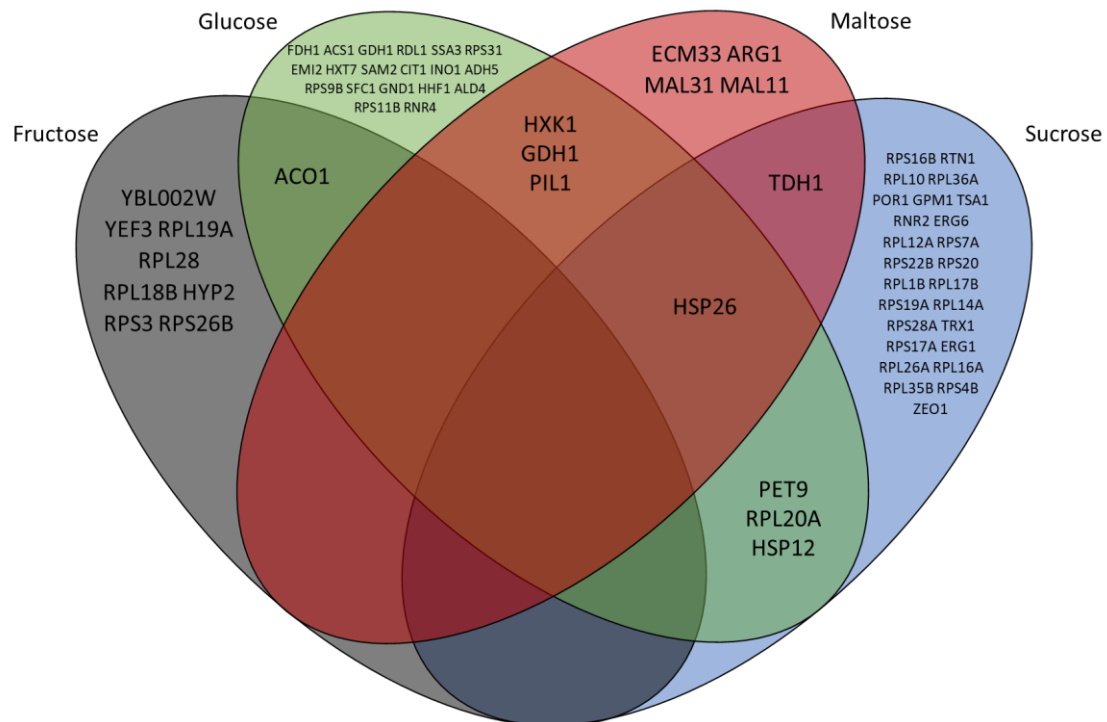 Glucose
Maltose
Fructose
Sucrose
FDH1 ACS1 GDH1 RDL1 SSA3 RPS31
EMI2 HXT7 SAM2 CIT1 INO1 ADH5
RPS9B SFC1 GND1 HHF1 ALD4
RPS11B RNR4
ECM33 ARG1
MAL31 MAL11
HXK1
GDH1
PIL1
ACO1
TDH1
YBL002W
YEF3 RPL19A
RPL28
RPL18B HYP2
RPS3 RPS26B
HSP26
RPS16B RTN1
RPL10 RPL36A
POR1 GPM1 TSA1
RNR2 ERG6
RPL12A RPS7A
RPS22B RPS20
RPL1B RPL17B
RPS19A RPL14A
RPS28A TRX1
RPS17A ERG1
RPL26A RPL16A
RPL35B RPS4B
ZEO1
PET9
RPL20A
HSP12